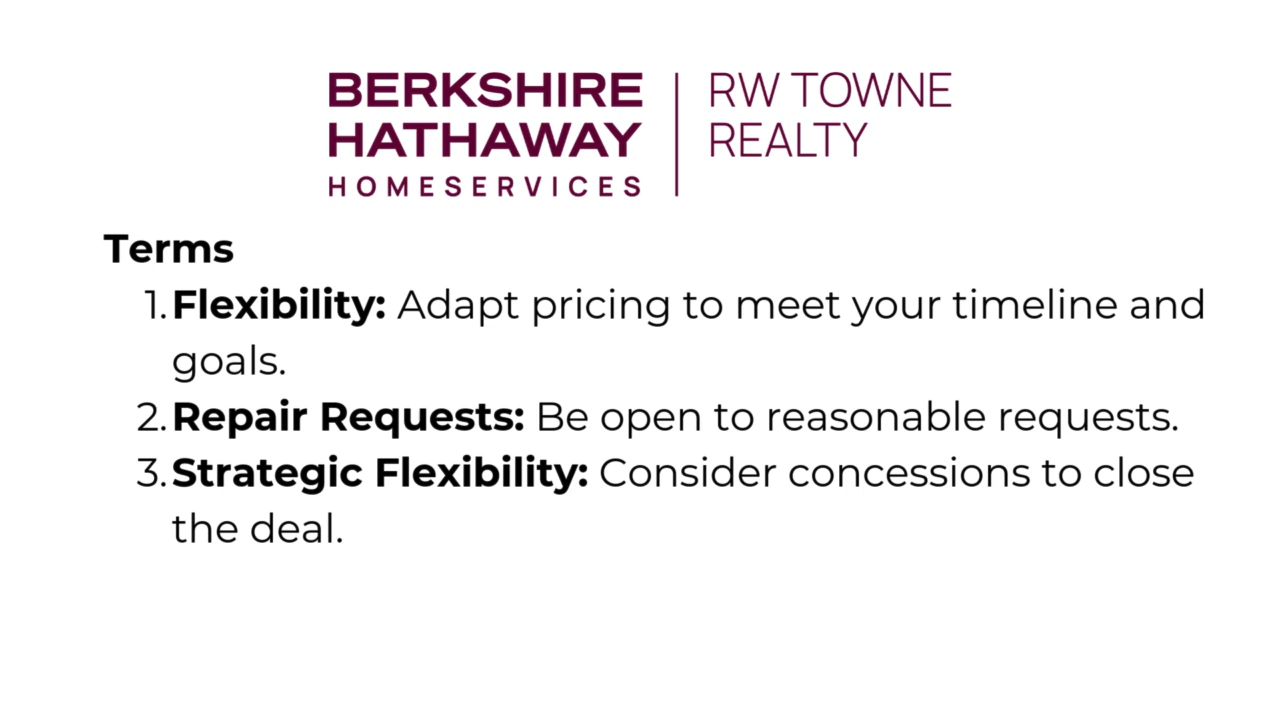 BERKSHIRE
HATHAWAY
HOMESERVICES
RW TOWNE
REALTY
Terms
1. Flexibility: Adapt pricing to meet your timeline and
goals.
2. Repair Requests: Be open to reasonable requests.
3. Strategic Flexibility: Consider concessions to close
the deal.